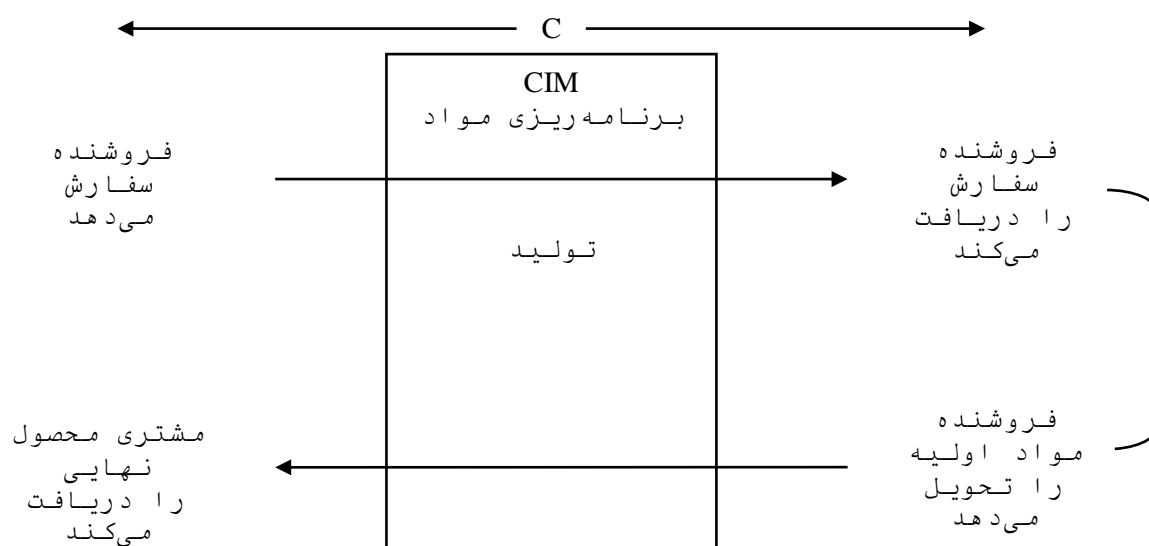 C
CIM
برنامه‌ریزی مواد
تولید
فروشنده
سفارش
می‌دهد
فروشنده
سفارش
را دریافت
می‌کند
مشتری محصول
نهایی
را دریافت
می‌کند
فروشنده
مواد اولیه
را تحویل
می‌دهد